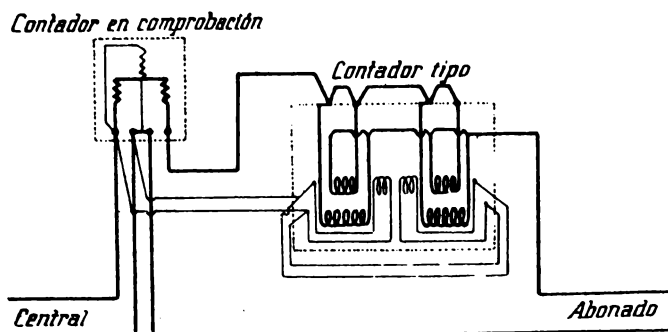 Contador en comprobación
Contador tipo
Central
Abonado